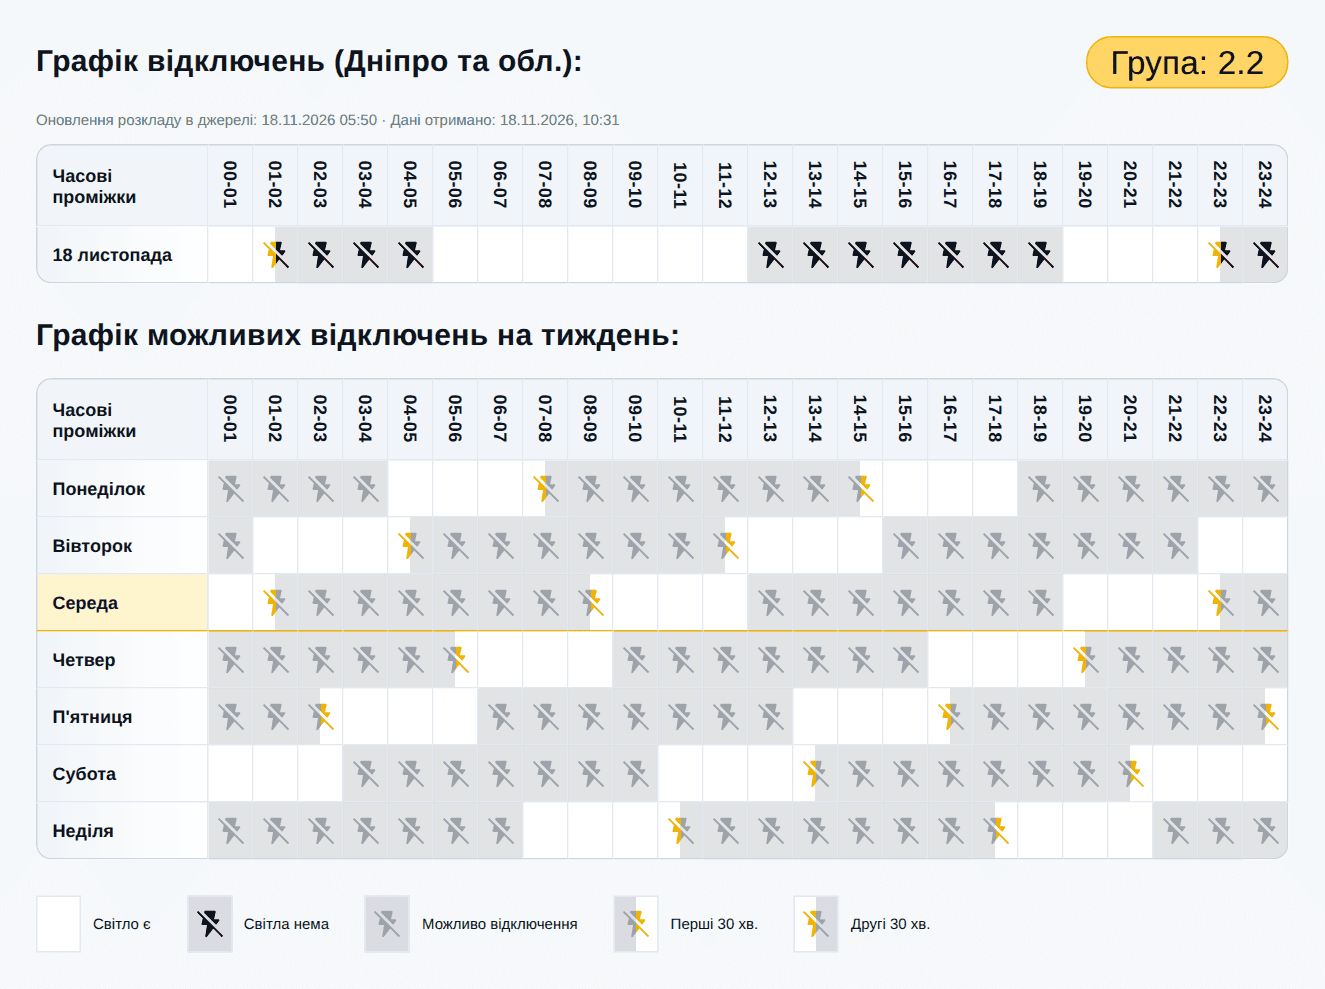 Графік відключень (Дніпро та обл.):
Група: 2.2
Оновлення розкладу в джерелі: 18.11.2026 05:50 · Дані отримано: 18.11.2026, 10:31
Часові проміжки 00-01 01-02 02-03 03-04 04-05 05-06 06-07 07-08 08-09 09-10 10-11 11-12 12-13 13-14 14-15 15-16 16-17 17-18 18-19 19-20 20-21 21-22 22-23 23-24
18 листопада
Графік можливих відключень на тиждень:
Часові проміжки 00-01 01-02 02-03 03-04 04-05 05-06 06-07 07-08 08-09 09-10 10-11 11-12 12-13 13-14 14-15 15-16 16-17 17-18 18-19 19-20 20-21 21-22 22-23 23-24
Понеділок
Вівторок
Середа
Четвер
П'ятниця
Субота
Неділя
Світло є Світла нема Можливо відключення Перші 30 хв. Другі 30 хв.